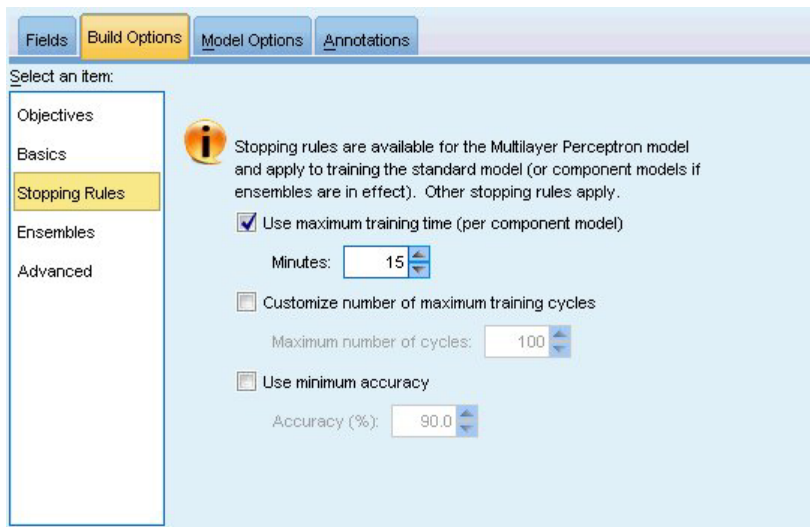 Fields
Build Options
Model Options
Annotations
Select an item:
Objectives
Basics
Stopping Rules
Ensembles
Advanced
Stopping rules are available for the Multilayer Perceptron model
and apply to training the standard model (or component models if
ensembles are in effect). Other stopping rules apply.
Use maximum training time (per component model)
Minutes: 15
Customize number of maximum training cycles
Maximum number of cycles: 100
Use minimum accuracy
Accuracy (%): 90.0